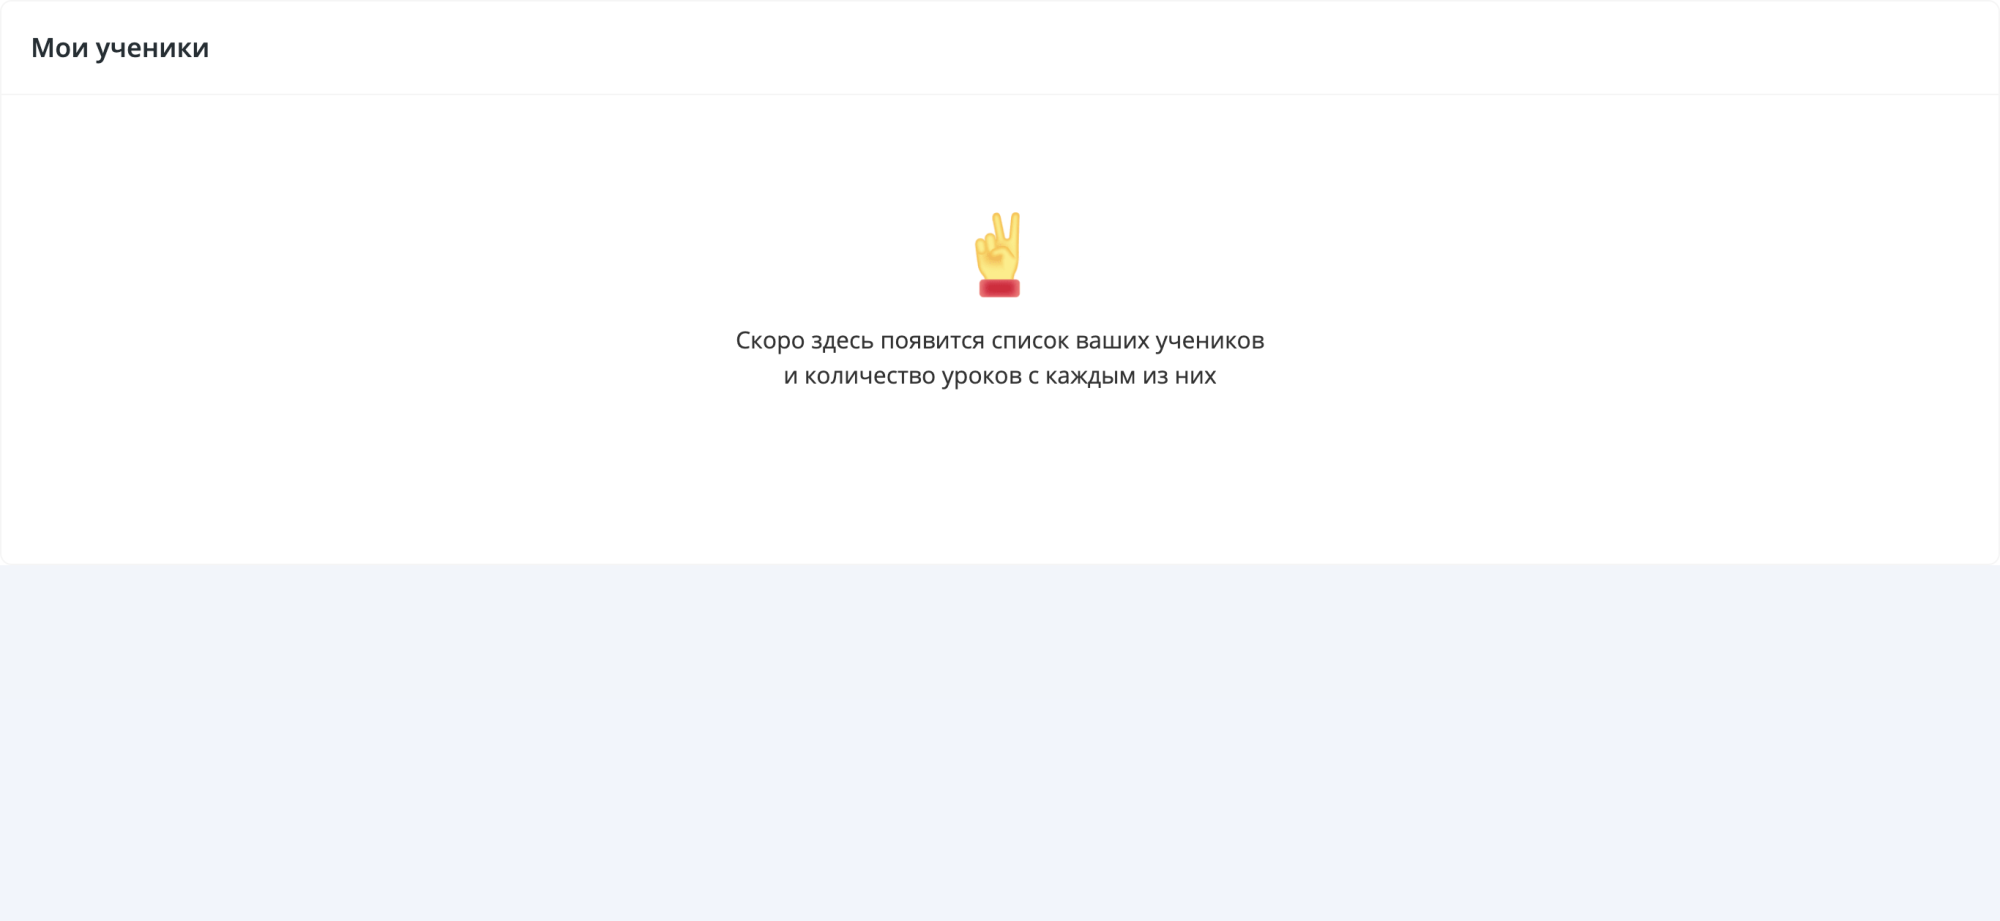 Мои ученики
Скоро здесь появится список ваших учеников
и количество уроков с каждым из них